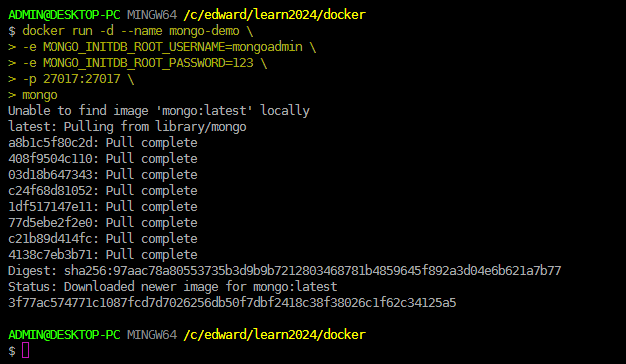 ADMIN@DESKTOP-PC MINGW64 /c/edward/learn2024/docker
$ docker run -d --name mongo-demo \
> -e MONGO_INITDB_ROOT_USERNAME=mongoadmin \
> -e MONGO_INITDB_ROOT_PASSWORD=123 \
> -p 27017:27017 \
> mongo
Unable to find image 'mongo:latest' locally
latest: Pulling from library/mongo
a8b1c5f80c2d: Pull complete
408f9504c110: Pull complete
03d18b647343: Pull complete
c24f68d81052: Pull complete
1df517147e11: Pull complete
77d5ebe2f2e0: Pull complete
c21b89d414fc: Pull complete
4138c7eb3b71: Pull complete
Digest: sha256:97aac78a80553735b3d9b9b7212803468781b4859645f892a3d04e6b621a7b77
Status: Downloaded newer image for mongo:latest
3f77ac574771c1087fcd7d7026256db50f7dbf2418c38f38026c1f62c34125a5
ADMIN@DESKTOP-PC MINGW64 /c/edward/learn2024/docker
$